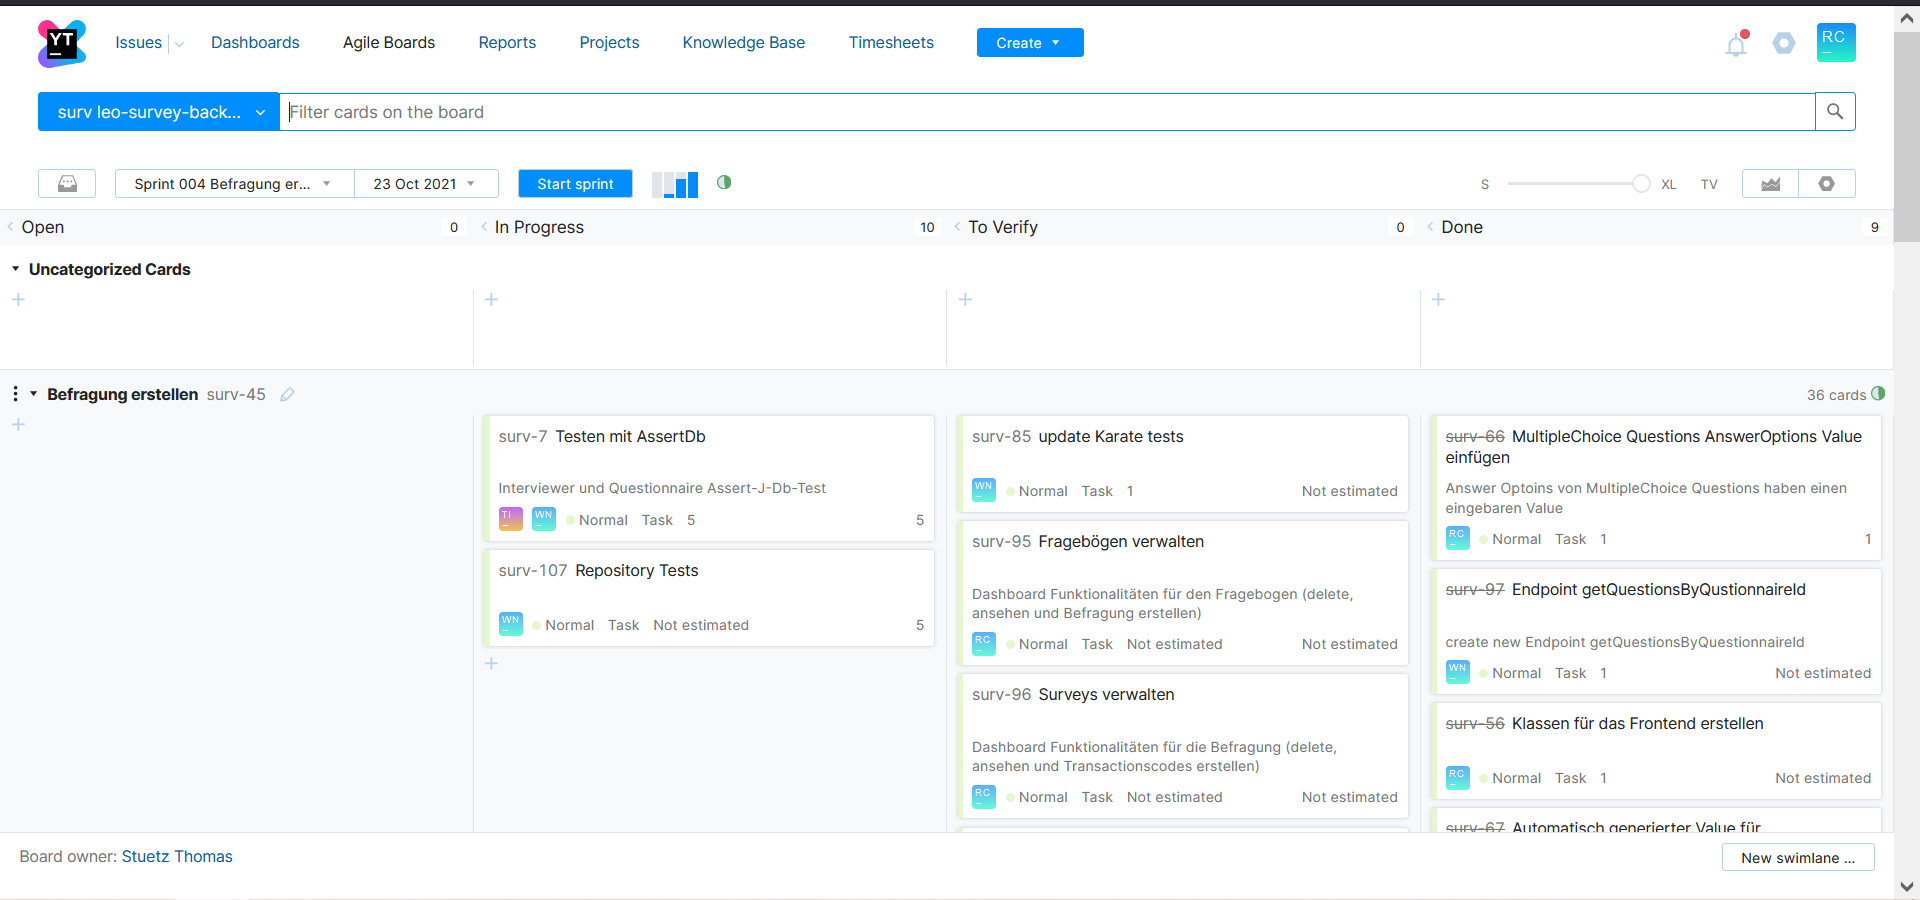 YT
Issues Dashboards Agile Boards Reports Projects Knowledge Base Timesheets Create RC
surv leo-survey-back... Filter cards on the board
Sprint 004 Befragung er... 23 Oct 2021 Start sprint S XL TV
Open 0 In Progress 10 To Verify 0 Done 9
Uncategorized Cards
Befragung erstellen surv-45 36 cards
surv-7 Testen mit AssertDb
Interviewer und Questionnaire Assert-J-Db-Test
TI WN Normal Task 5 5
surv-107 Repository Tests
WN Normal Task Not estimated 5
surv-85 update Karate tests
WN Normal Task 1 Not estimated
surv-95 Fragebögen verwalten
Dashboard Funktionalitäten für den Fragebogen (delete,
ansehen und Befragung erstellen)
RC Normal Task Not estimated Not estimated
surv-96 Surveys verwalten
Dashboard Funktionalitäten für die Befragung (delete,
ansehen und Transactionscodes erstellen)
RC Normal Task Not estimated Not estimated
surv-66 MultipleChoice Questions AnswerOptions Value
einfügen
Answer Optoins von MultipleChoice Questions haben einen
eingebaren Value
RC Normal Task 1 1
surv-97 Endpoint getQuestionsByQustionnaireId
create new Endpoint getQuestionsByQuestionnaireId
WN Normal Task 1 Not estimated
surv-56 Klassen für das Frontend erstellen
RC Normal Task 1 Not estimated
surv-67 Automatisch generierter Value für
Board owner: Stuetz Thomas New swimlane ...